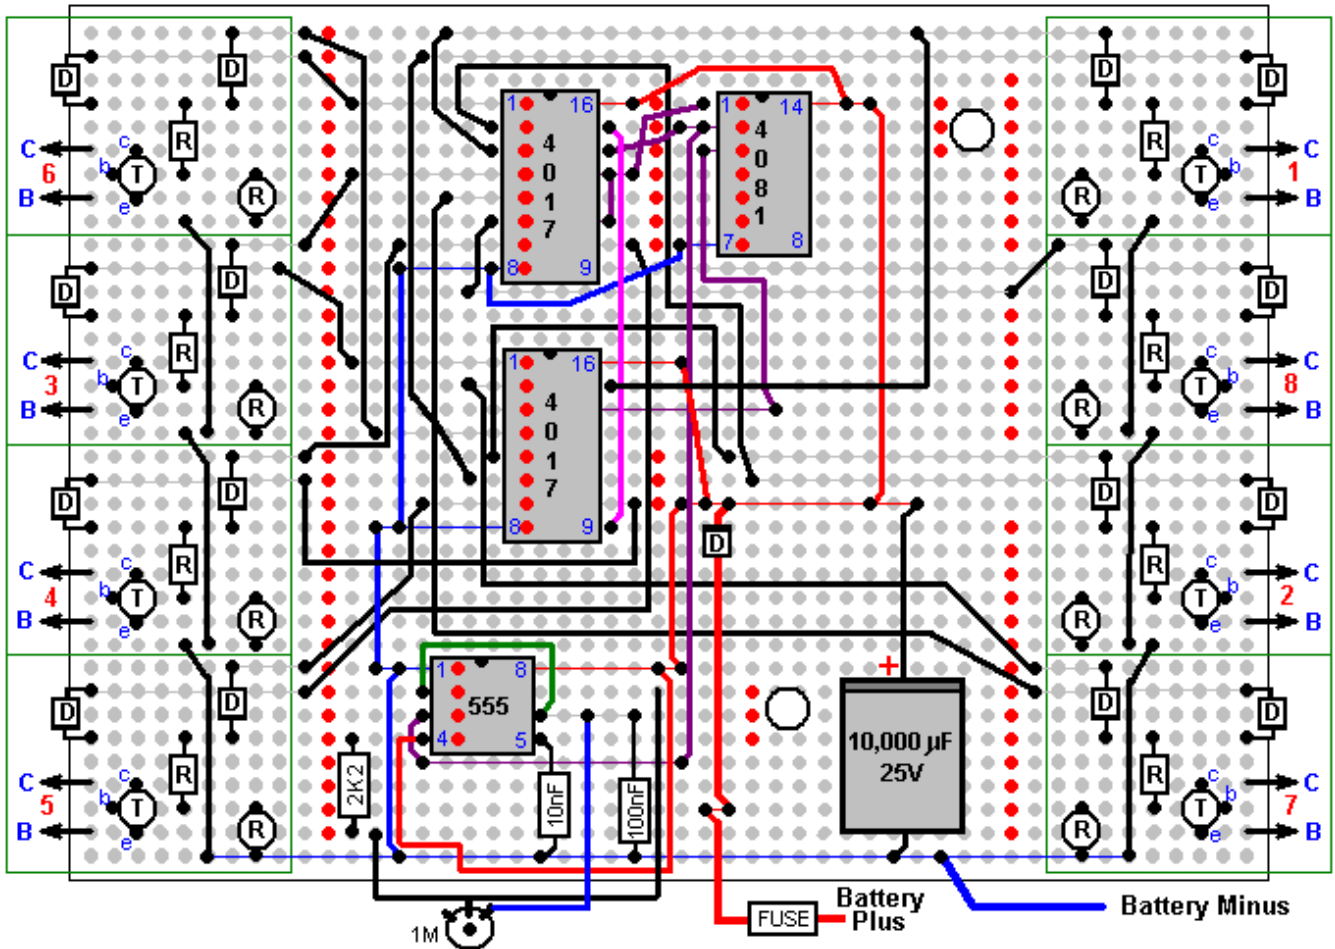 D
D
R
C
6
B
c
b
T
e
R
D
D
R
C
3
B
c
b
T
e
R
D
D
R
C
4
B
c
b
T
e
R
D
D
R
C
5
B
c
b
T
e
R
1 16
4
0
1
7
8 9
1 14
4
0
8
1
7 8
1 16
4
0
1
7
8 9
D
1 8
555
4 5
2K2
10nF
100nF
1M
+
10,000 µF
25V
FUSE
Battery
Plus
Battery Minus
D
D
R
c
T
b
e
R
C
1
B
D
D
R
c
T
b
e
R
C
8
B
D
D
R
c
T
b
e
R
C
2
B
D
D
R
c
T
b
e
R
C
7
B